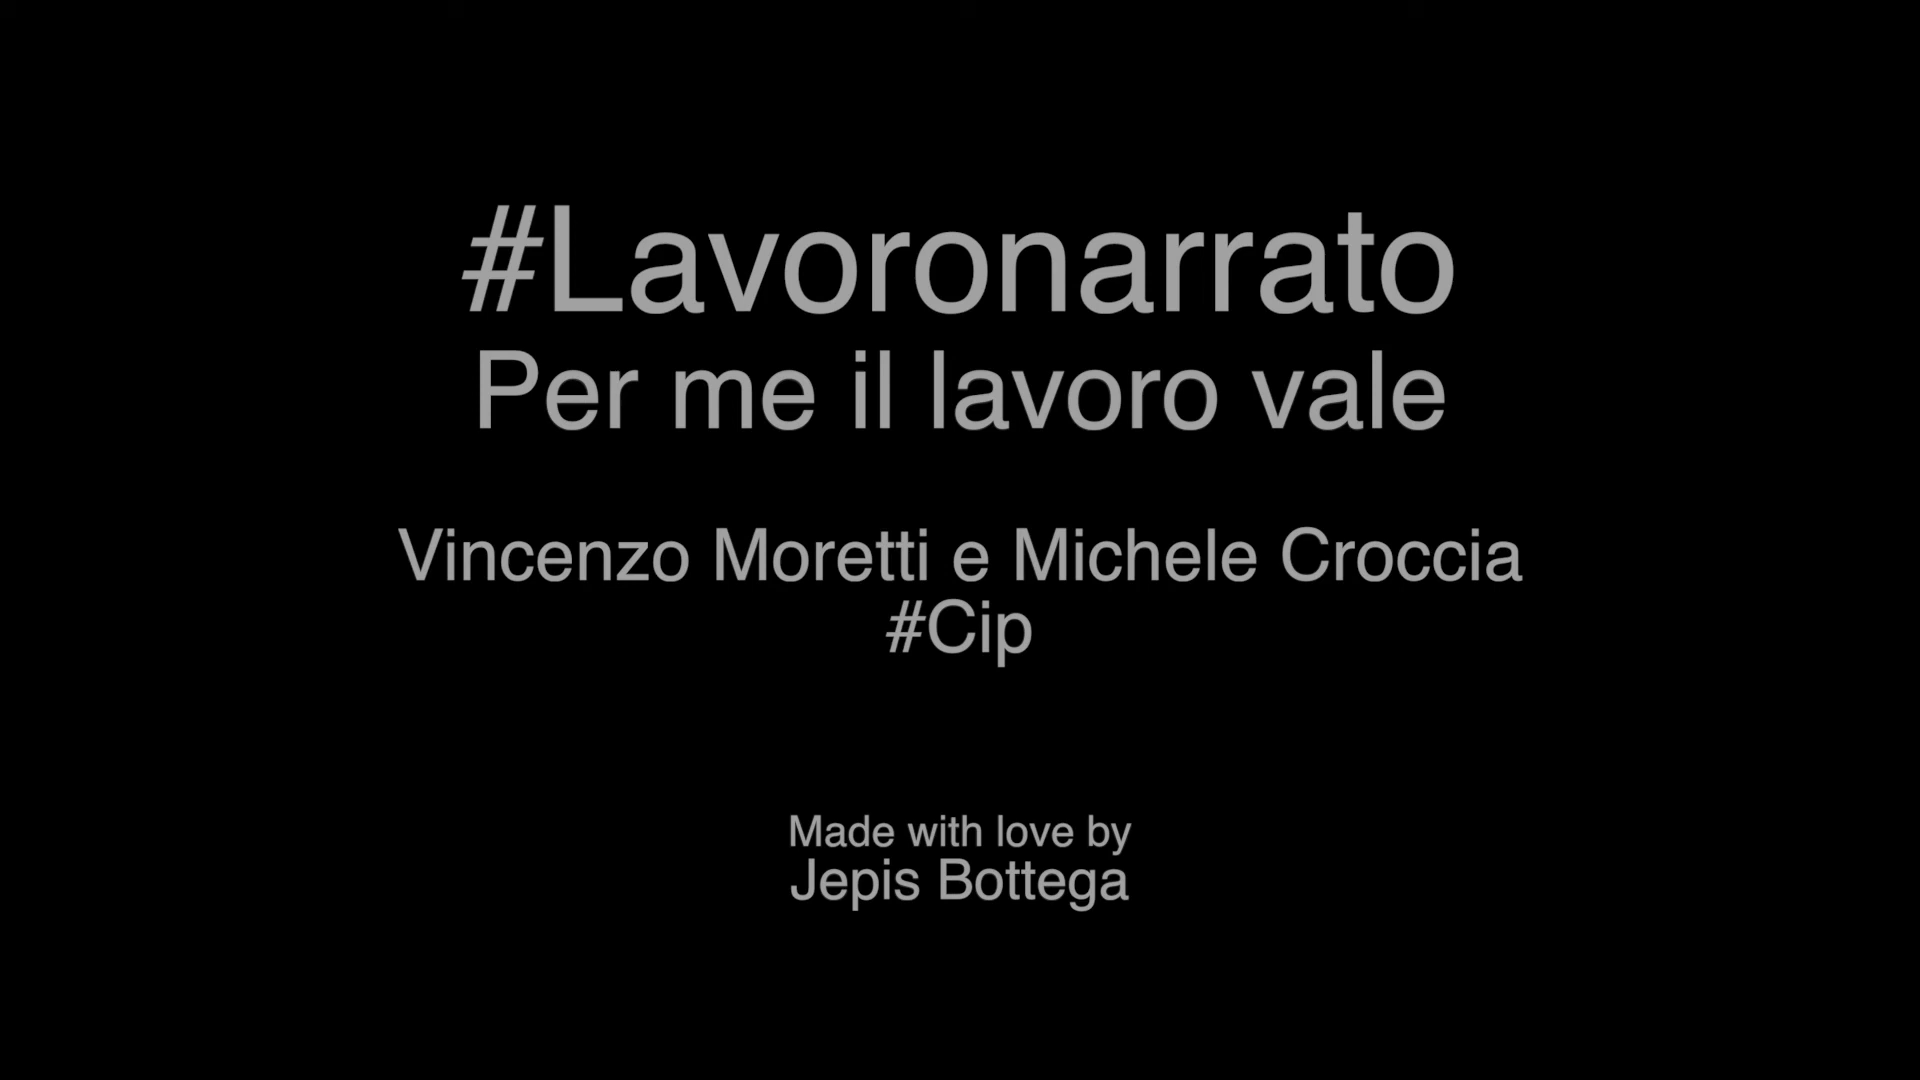 #Lavoronarrato
Per me il lavoro vale
Vincenzo Moretti e Michele Croccia
#Cip
Made with love by
Jepis Bottega